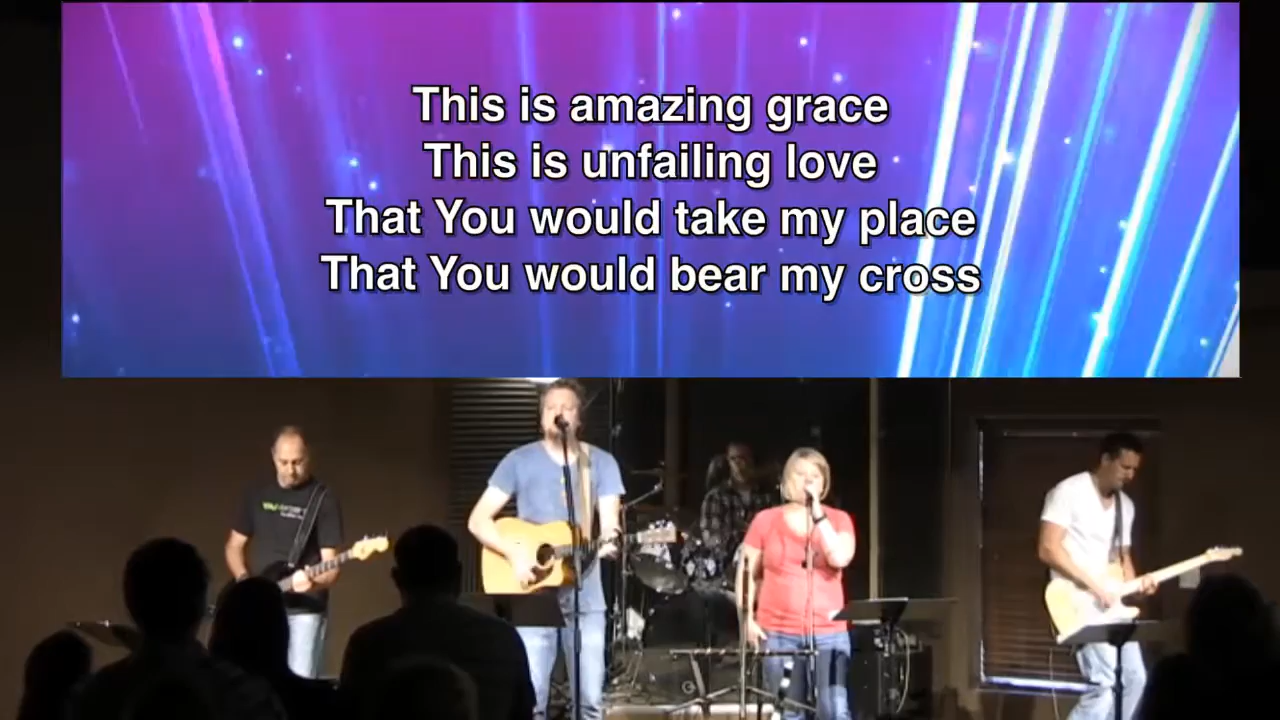 This is amazing grace
This is unfailing love
That You would take my place
That You would bear my cross